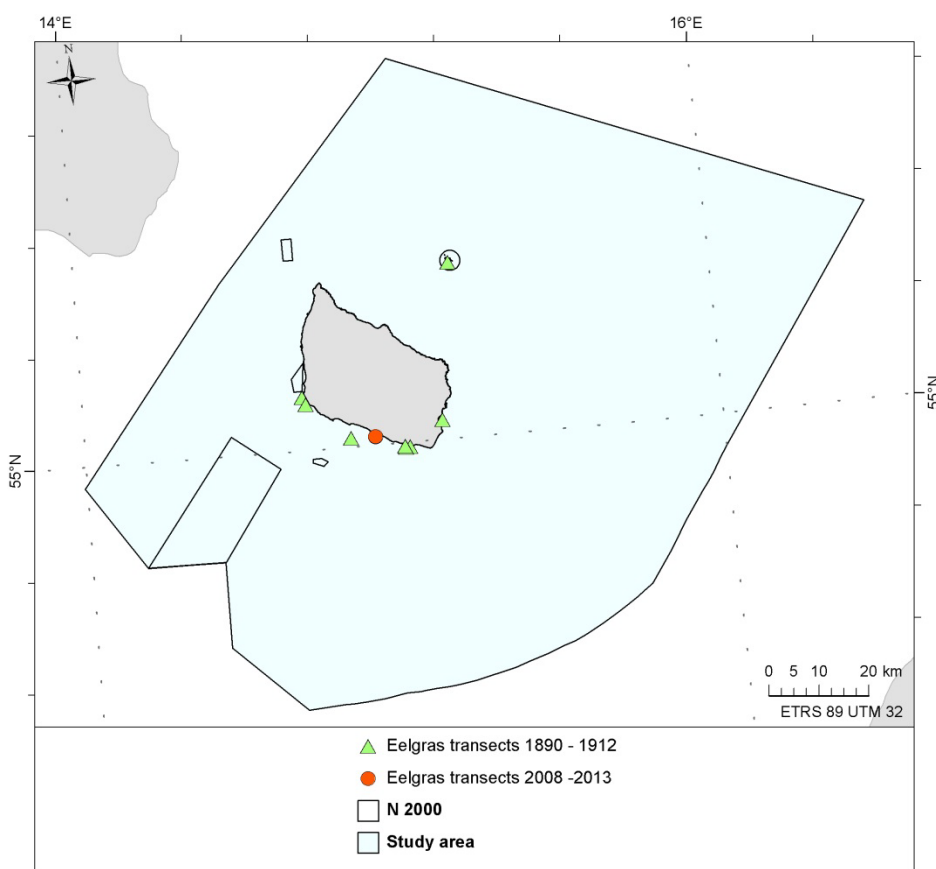 14°E
16°E
N
55°N
55°N
0 5 10 20 km
ETRS 89 UTM 32
Eelgras transects 1890 - 1912
Eelgras transects 2008 -2013
N 2000
Study area